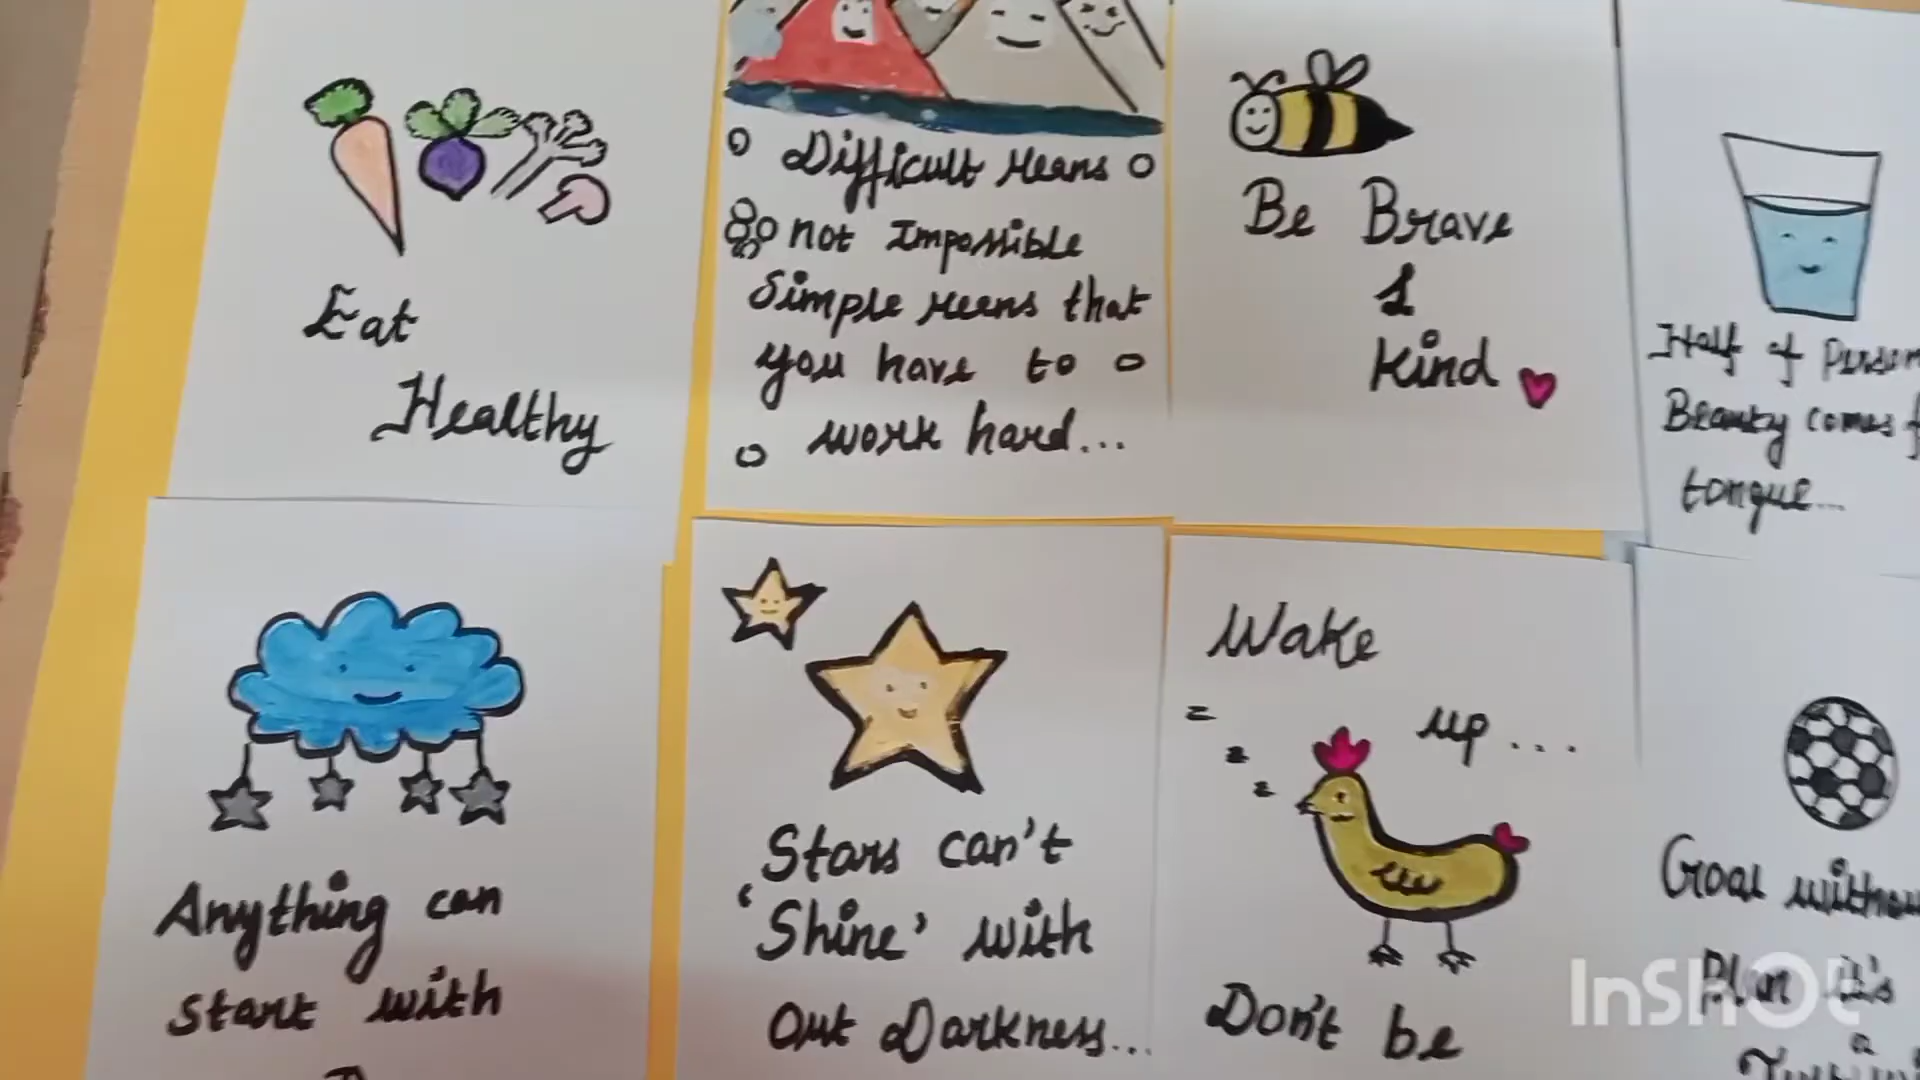 Eat
Healthy
Difficult Means
not Impossible
Simple means that
you have to
work hard...
Be Brave
&
Kind
Half of Person
Beauty comes
tongue...
Anything can
start with
Stars can't
'Shine' with
Out Darkness...
Wake
up....
z
z
z
Don't be
Goal
Plan it's
a
InShOt